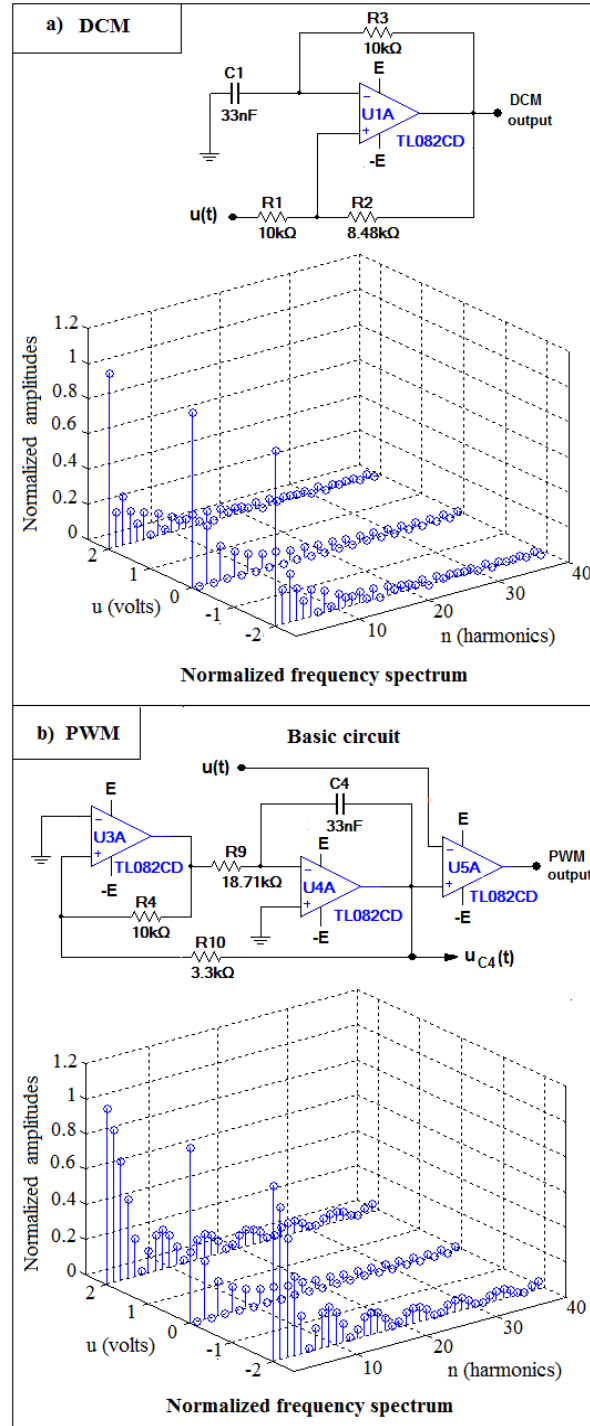 a) DCM
R3
10kΩ
E
C1
33nF
−
U1A
+
TL082CD
-E
DCM
output
u(t)
R1
10kΩ
R2
8.48kΩ
Normalized amplitudes
1.2
1
0.8
0.6
0.4
0.2
0
2
1
0
-1
-2
u (volts)
10
20
30
40
n (harmonics)
Normalized frequency spectrum
b) PWM
Basic circuit
u(t)
C4
33nF
E
−
U3A
+
TL082CD
-E
R9
18.71kΩ
E
−
U4A
+
TL082CD
-E
E
−
U5A
+
TL082CD
-E
PWM
output
R4
10kΩ
R10
3.3kΩ
uC4(t)
Normalized amplitudes
1.2
1
0.8
0.6
0.4
0.2
0
2
1
0
-1
-2
u (volts)
10
20
30
40
n (harmonics)
Normalized frequency spectrum